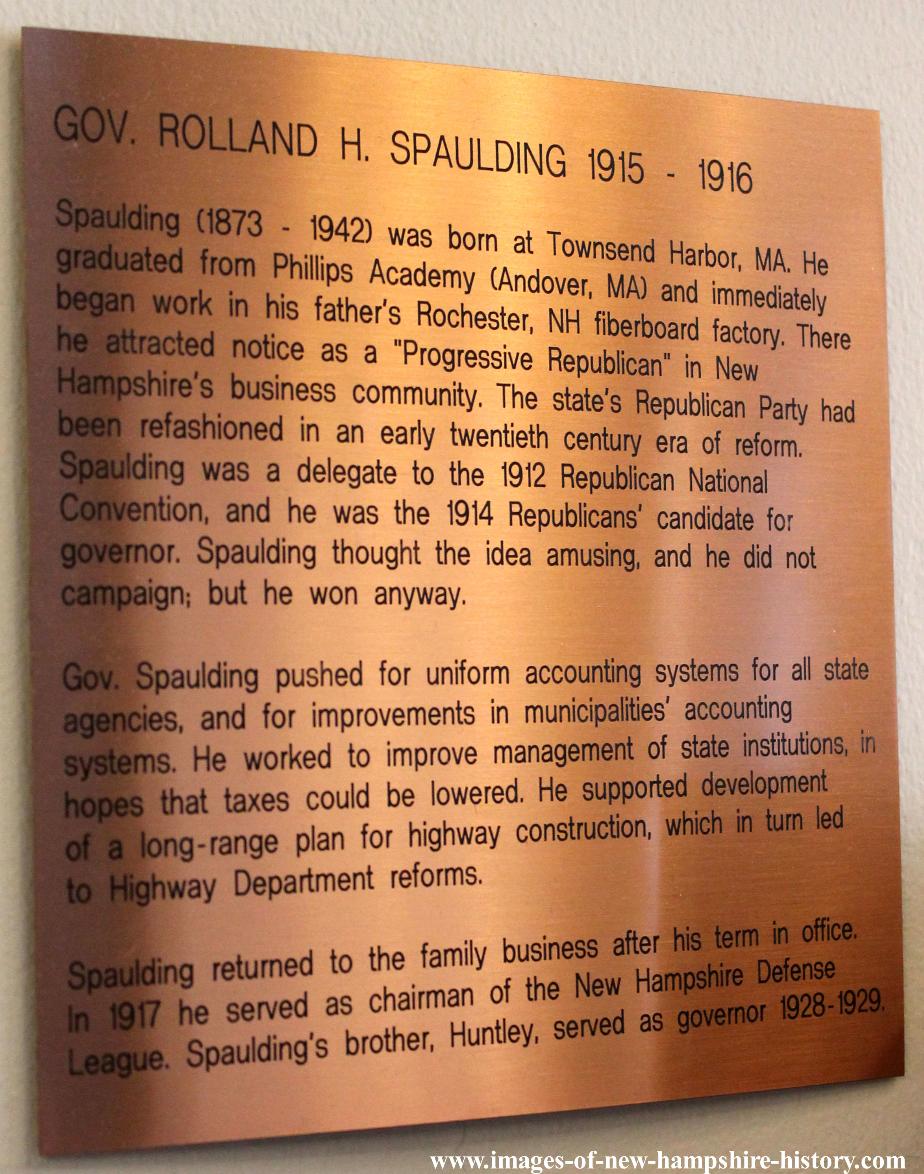 GOV. ROLLAND H. SPAULDING 1915 - 1916
Spaulding (1873 - 1942) was born at Townsend Harbor, MA. He
graduated from Phillips Academy (Andover, MA) and immediately
began work in his father's Rochester, NH fiberboard factory. There
he attracted notice as a "Progressive Republican" in New
Hampshire's business community. The state's Republican Party had
been refashioned in an early twentieth century era of reform.
Spaulding was a delegate to the 1912 Republican National
Convention, and he was the 1914 Republicans' candidate for
governor. Spaulding thought the idea amusing, and he did not
campaign; but he won anyway.
Gov. Spaulding pushed for uniform accounting systems for all state
agencies, and for improvements in municipalities' accounting
systems. He worked to improve management of state institutions, in
hopes that taxes could be lowered. He supported development
of a long-range plan for highway construction, which in turn led
to Highway Department reforms.
Spaulding returned to the family business after his term in office.
In 1917 he served as chairman of the New Hampshire Defense
League. Spaulding's brother, Huntley, served as governor 1928-1929.
www.images-of-new-hampshire-history.com